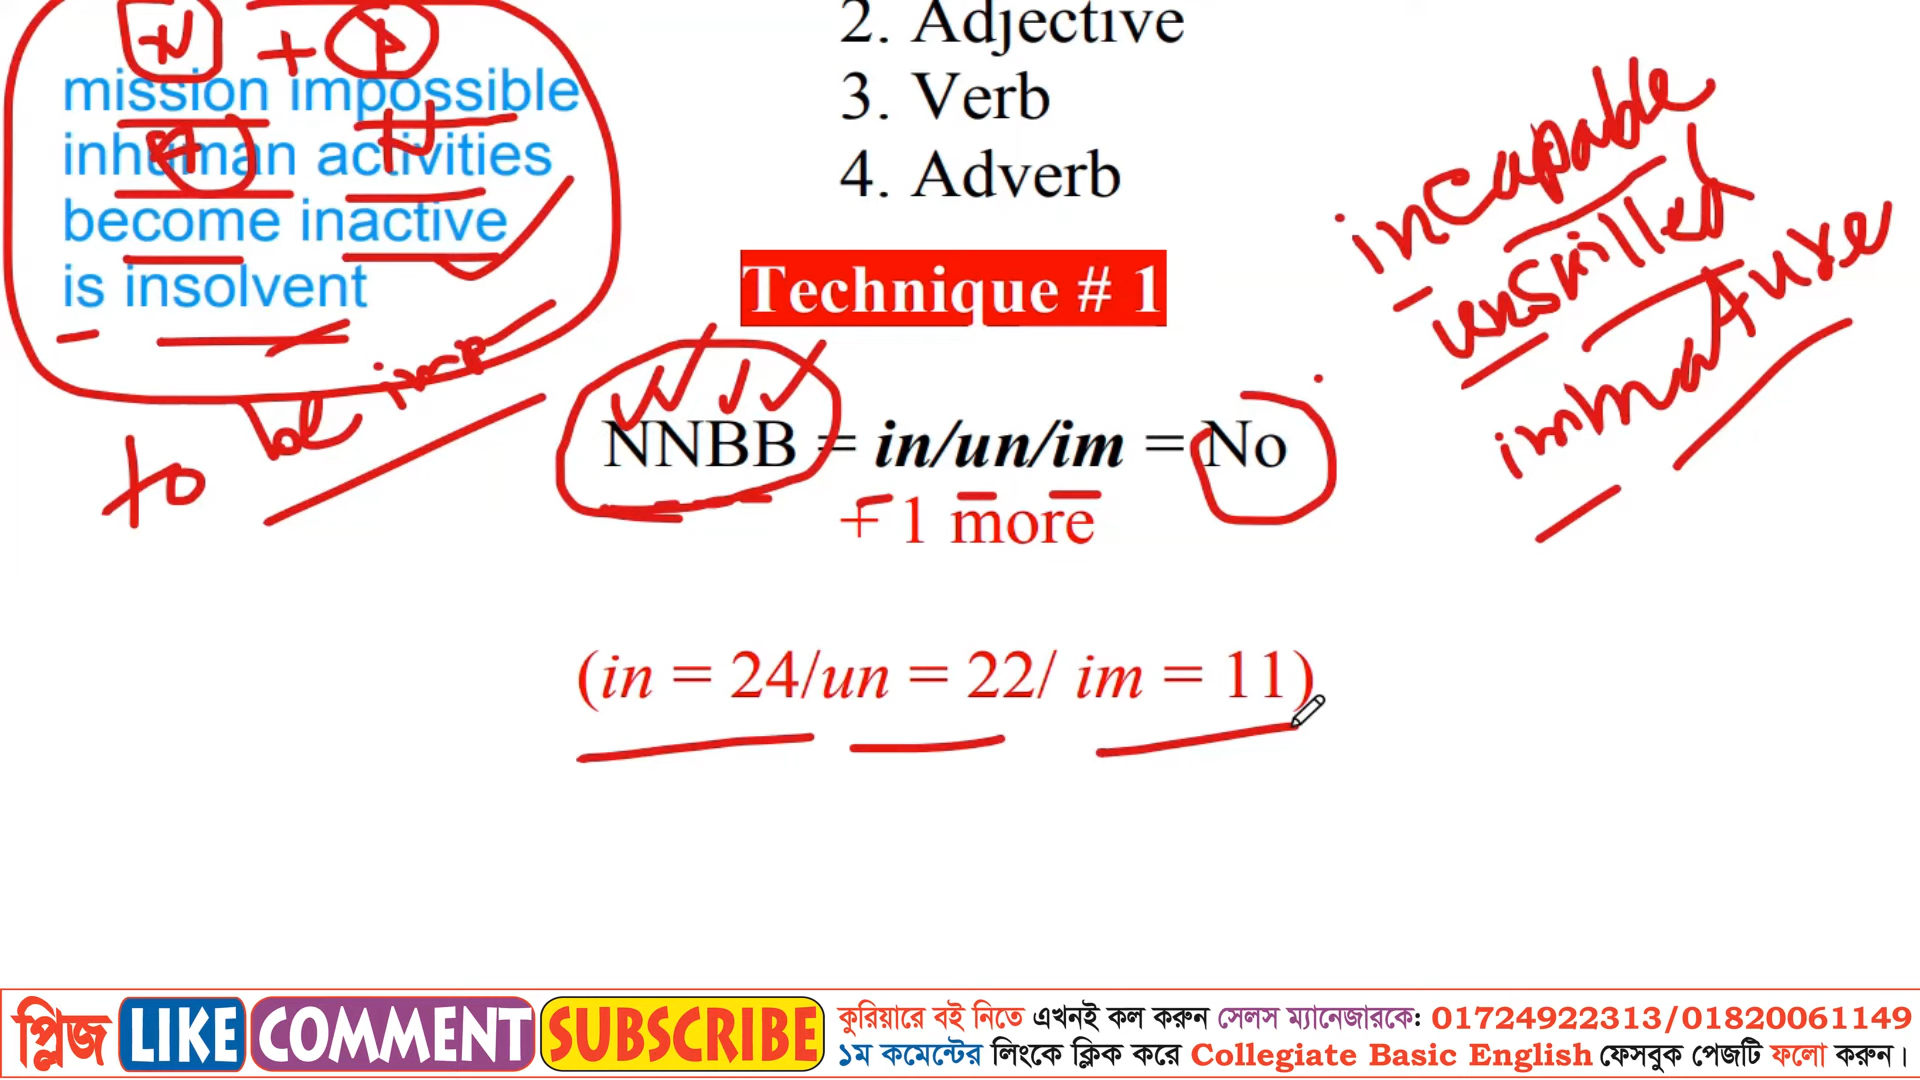 N + A
mission impossible
A N
inhuman activities
become inactive
is insolvent
to be imp
2. Adjective
3. Verb
4. Adverb
Technique # 1
NNBB = in/un/im = No
+ 1 more
(in = 24/un = 22/ im = 11)
incapable
unskilled
immature
প্লিজ LIKE COMMENT SUBSCRIBE
কুরিয়ারে বই নিতে এখনই কল করুন সেলস ম্যানেজারকে: 01724922313/01820061149
১ম কমেন্টের লিংকে ক্লিক করে Collegiate Basic English ফেসবুক পেজটি ফলো করুন।